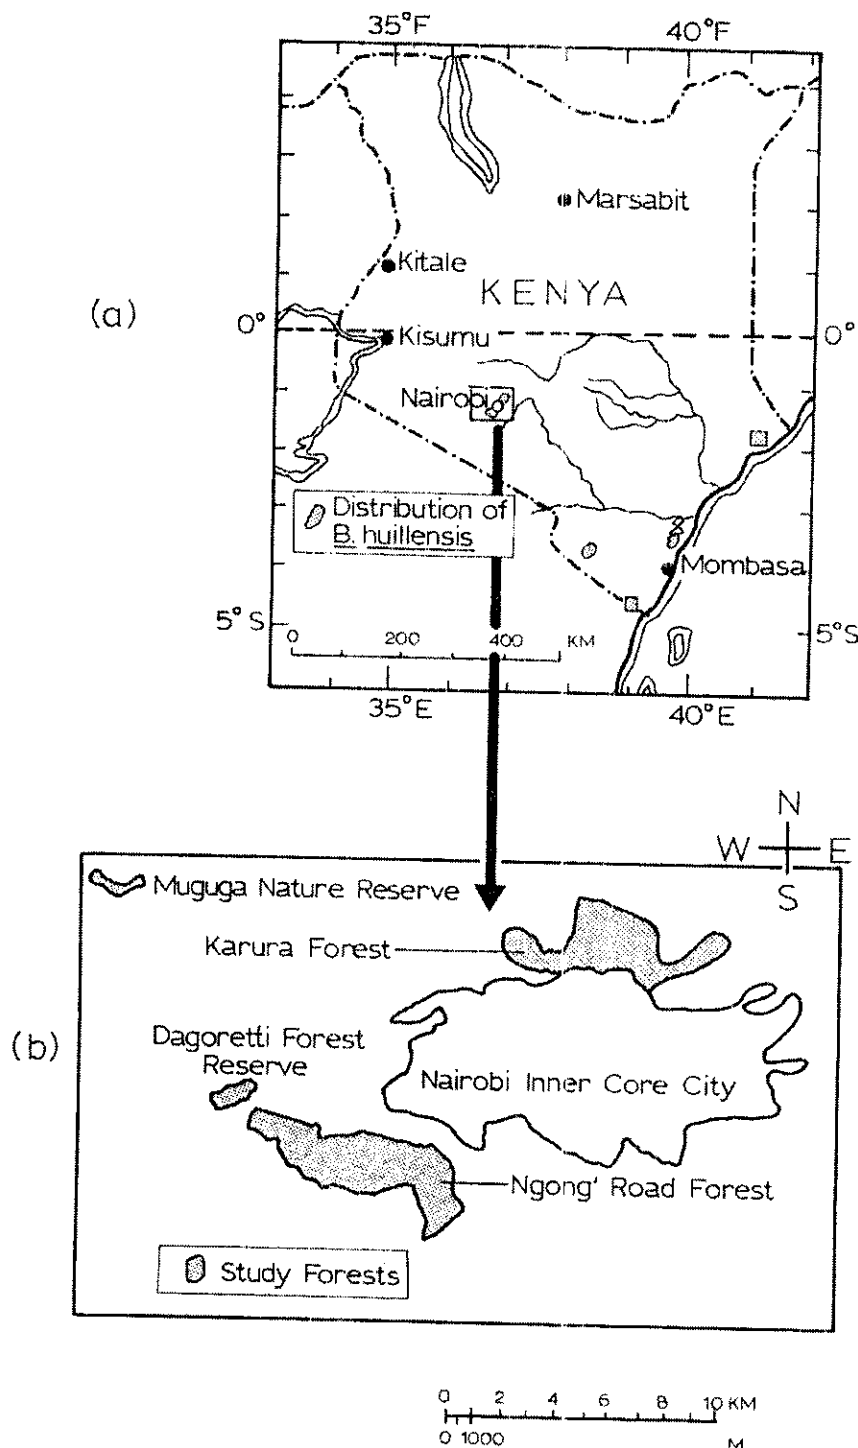 35°F 40°F
Marsabit
Kitale
KENYA
(a)
0° 0°
Kisumu
Nairobi
Distribution of
B. huillensis
Mombasa
5°S 5°S
0 200 400 KM
35°E 40°E
N
W E
S
Muguga Nature Reserve
Karura Forest
(b)
Dagoretti Forest
Reserve
Nairobi Inner Core City
Ngong' Road Forest
Study Forests
0 2 4 6 8 10 KM
0 1000 M